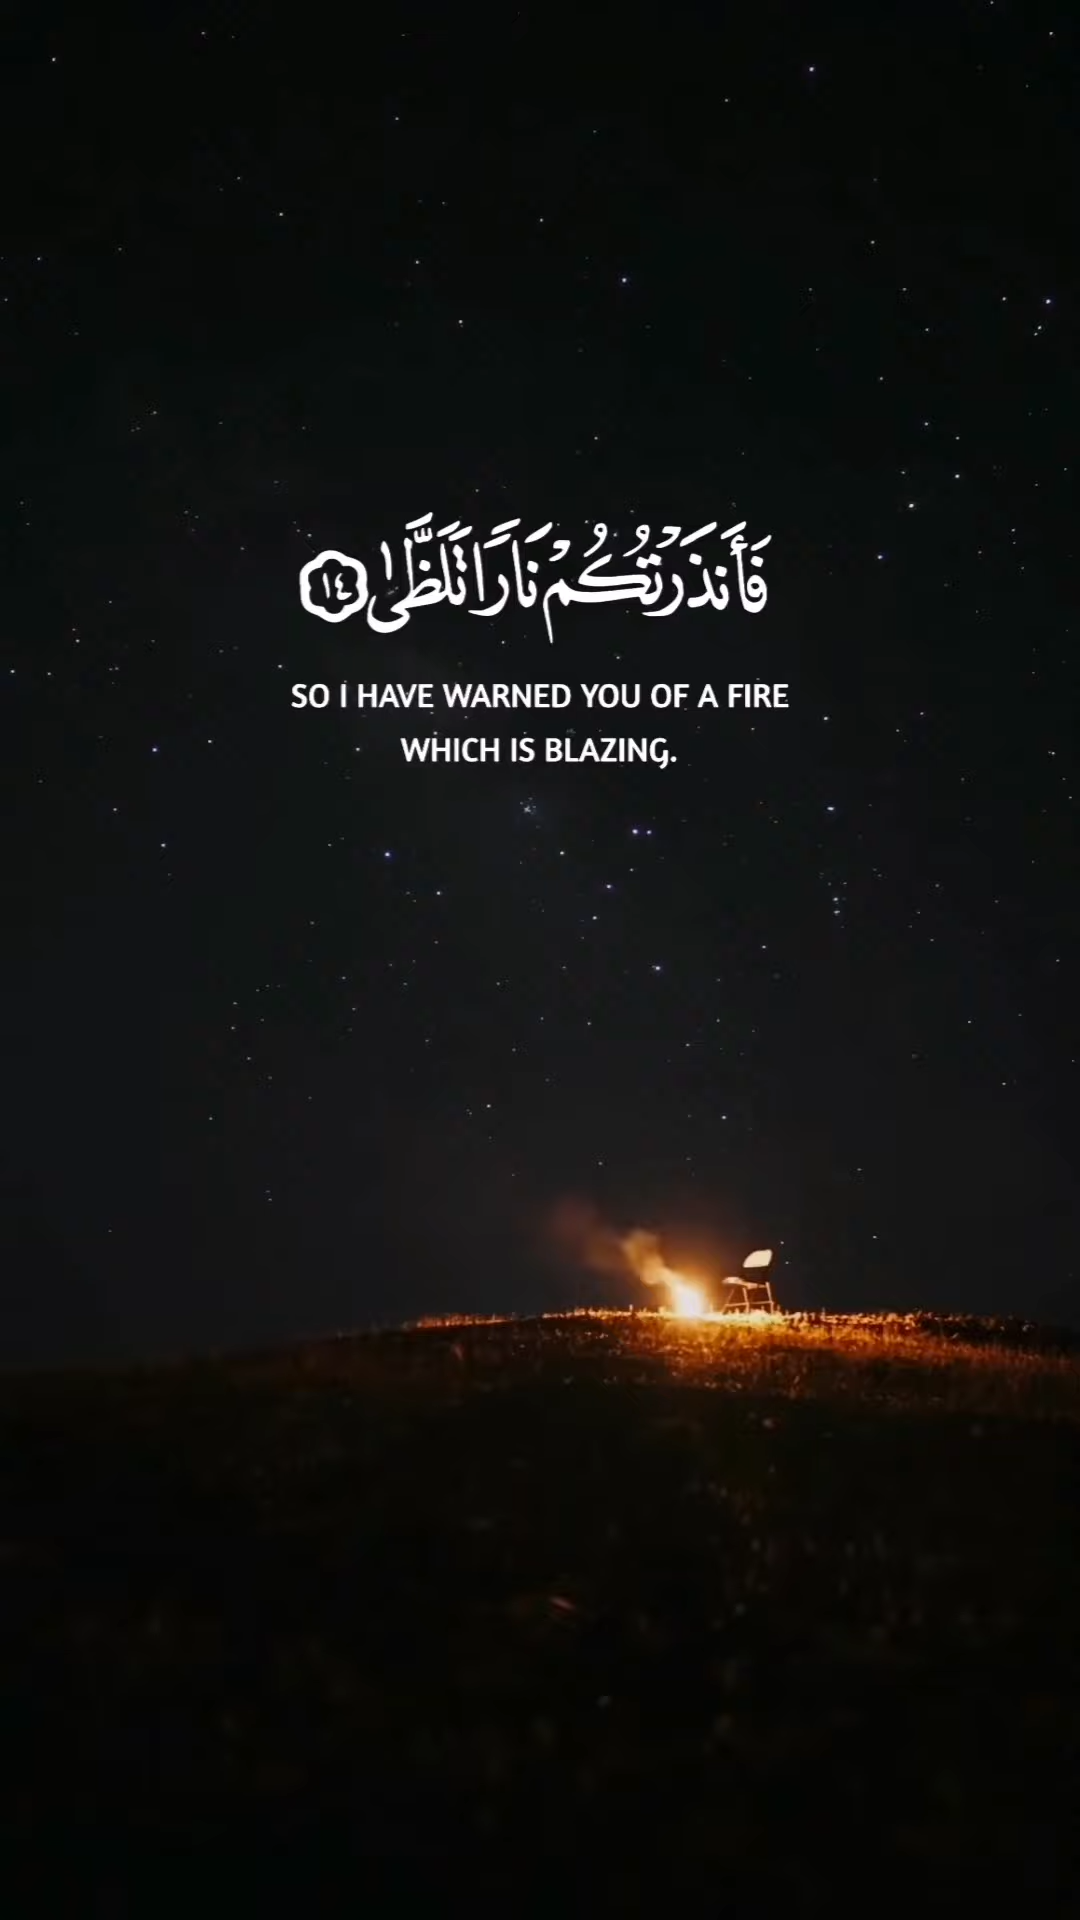 فَأَنذَرْتُكُمْ نَارًا تَلَظَّىٰ ١٤
SO I HAVE WARNED YOU OF A FIRE
WHICH IS BLAZING.